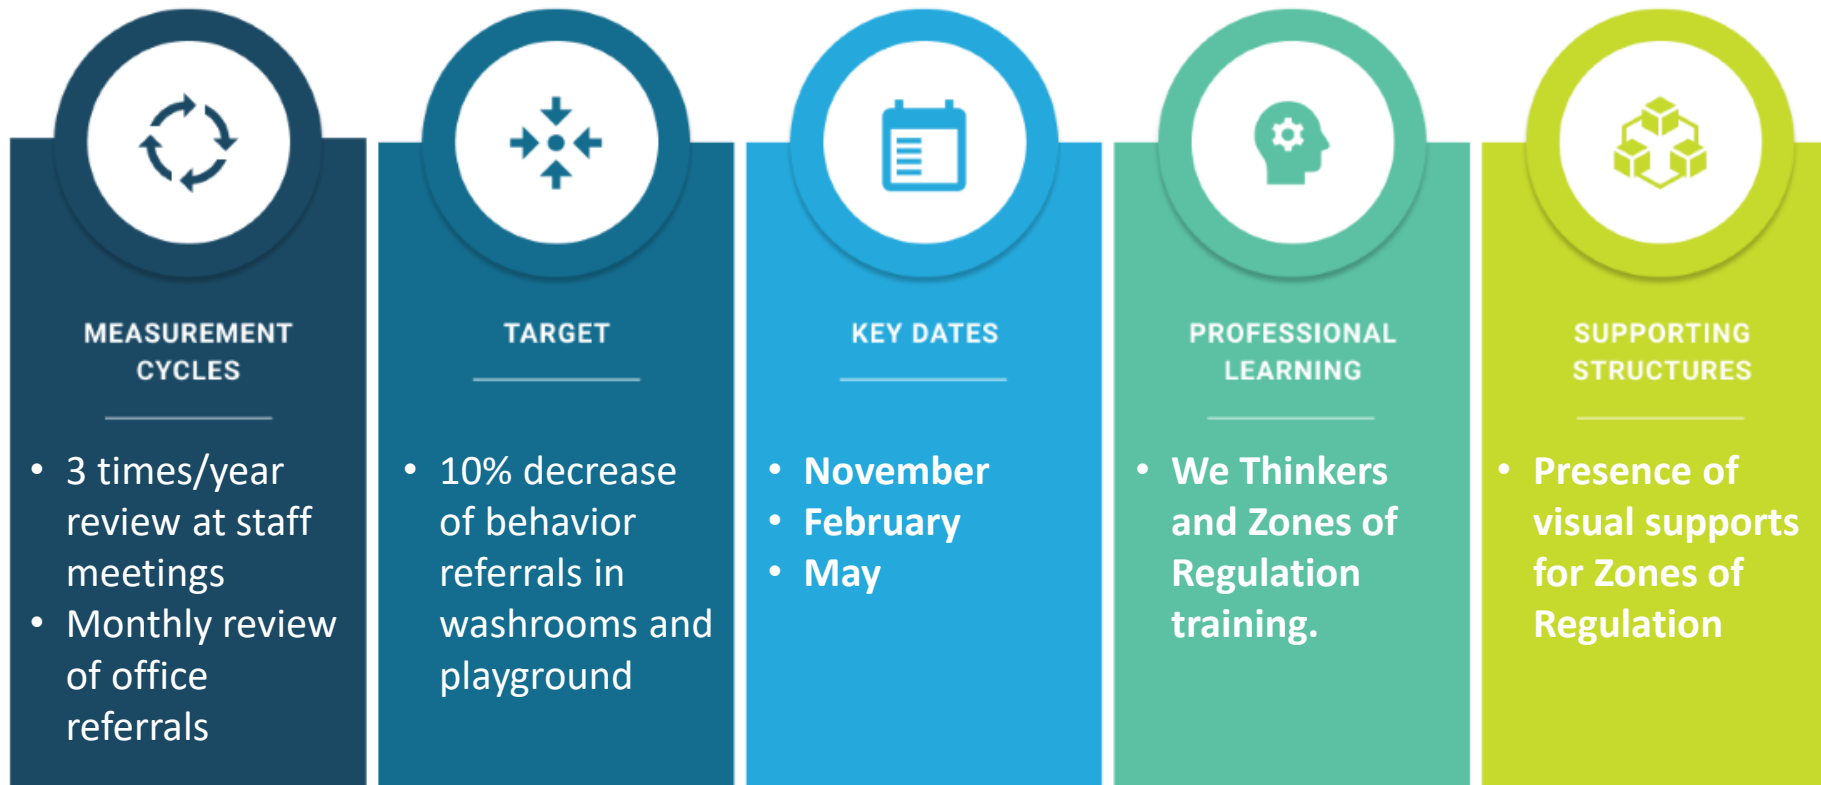 MEASUREMENT
CYCLES
• 3 times/year
review at staff
meetings
• Monthly review
of office
referrals
TARGET
• 10% decrease
of behavior
referrals in
washrooms and
playground
KEY DATES
• November
• February
• May
PROFESSIONAL
LEARNING
• We Thinkers
and Zones of
Regulation
training.
SUPPORTING
STRUCTURES
• Presence of
visual supports
for Zones of
Regulation